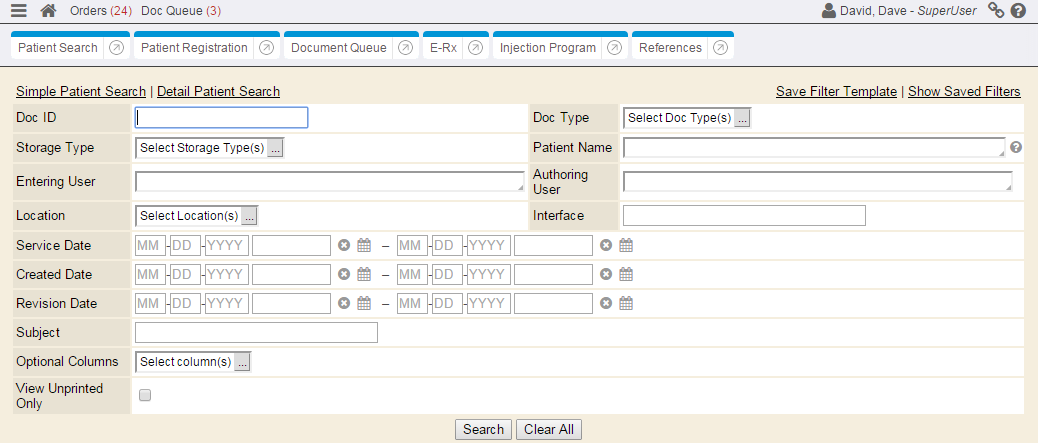 Orders (24) Doc Queue (3) David, Dave - SuperUser
Patient Search Patient Registration Document Queue E-Rx Injection Program References
Simple Patient Search | Detail Patient Search Save Filter Template | Show Saved Filters
Doc ID Doc Type Select Doc Type(s) ...
Storage Type Select Storage Type(s) ... Patient Name
Entering User Authoring
User
Location Select Location(s) ... Interface
Service Date MM - DD - YYYY – MM - DD - YYYY
Created Date MM - DD - YYYY – MM - DD - YYYY
Revision Date MM - DD - YYYY – MM - DD - YYYY
Subject
Optional Columns Select column(s) ...
View Unprinted
Only
Search Clear All